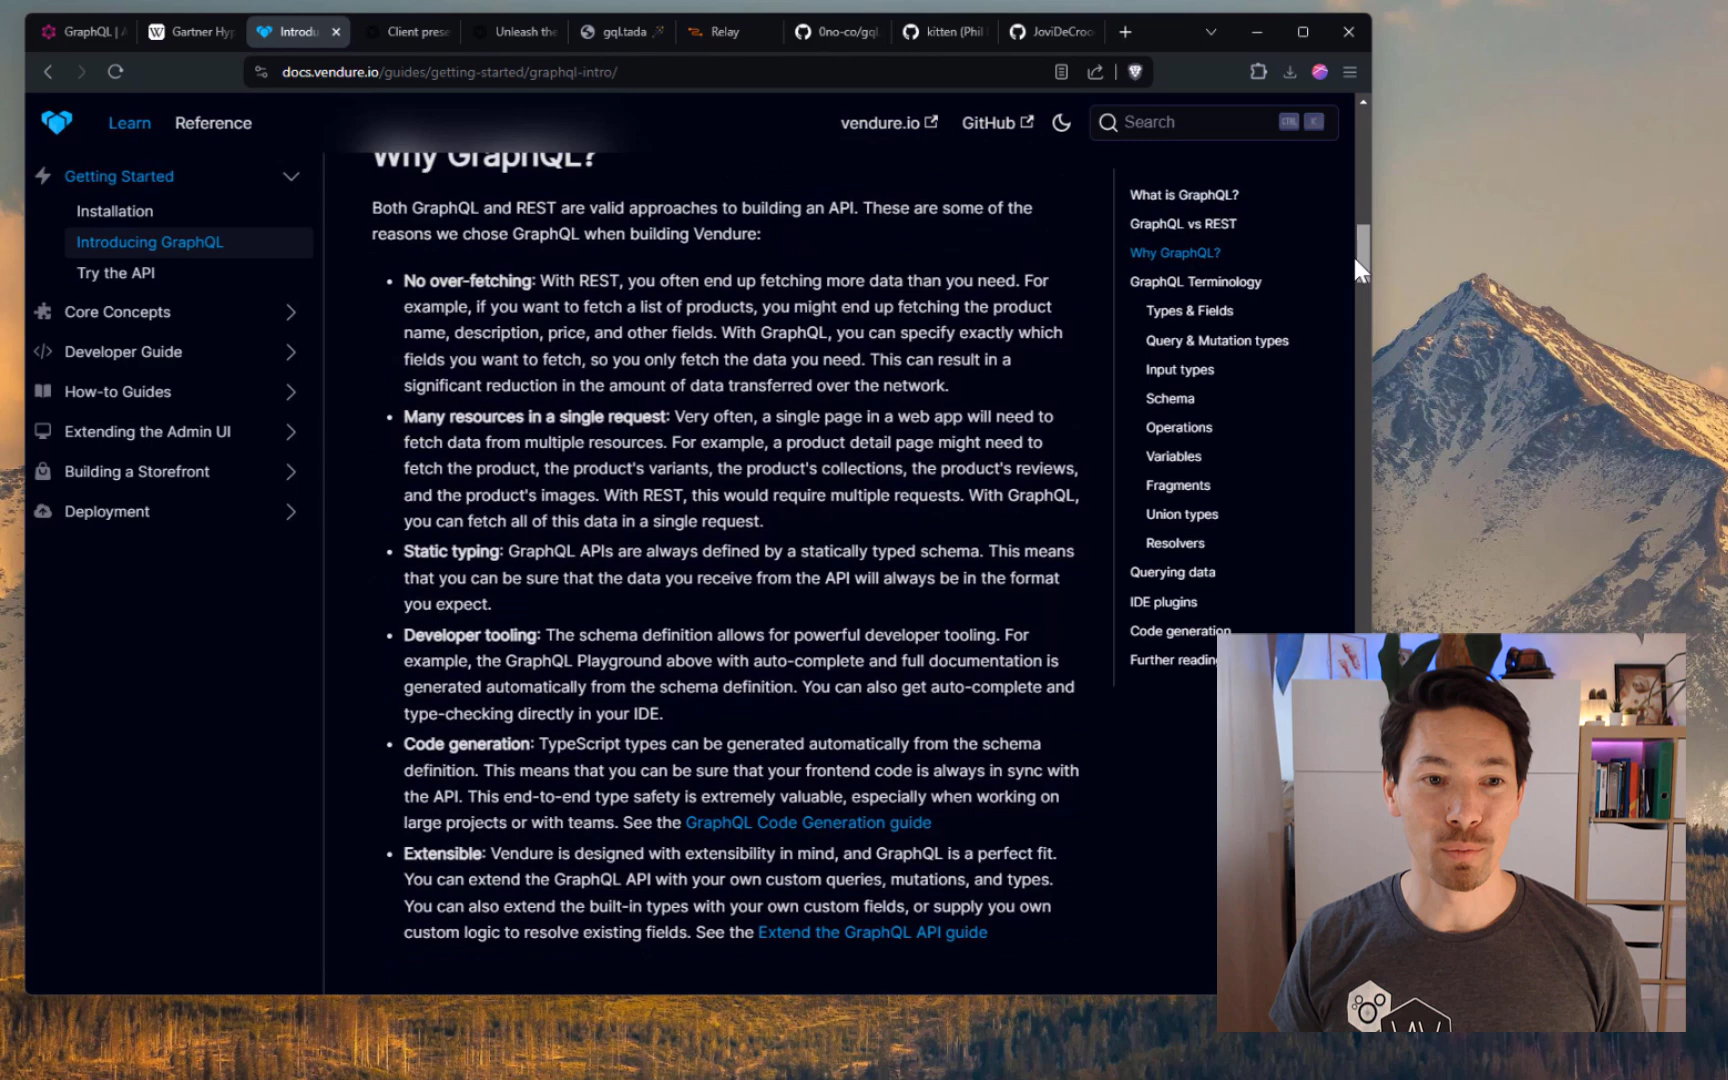 GraphQL | A
Gartner Hyp
Introdu
Client prese
Unleash the
gql.tada
Relay
0no-co/gql.
kitten (Phil
JoviDeCroo
docs.vendure.io/guides/getting-started/graphql-intro/
Learn
Reference
vendure.io
GitHub
Search
CTRL
K
Getting Started
Installation
Introducing GraphQL
Try the API
Core Concepts
Developer Guide
How-to Guides
Extending the Admin UI
Building a Storefront
Deployment
Why GraphQL?
Both GraphQL and REST are valid approaches to building an API. These are some of the
reasons we chose GraphQL when building Vendure:
• No over-fetching: With REST, you often end up fetching more data than you need. For
example, if you want to fetch a list of products, you might end up fetching the product
name, description, price, and other fields. With GraphQL, you can specify exactly which
fields you want to fetch, so you only fetch the data you need. This can result in a
significant reduction in the amount of data transferred over the network.
• Many resources in a single request: Very often, a single page in a web app will need to
fetch data from multiple resources. For example, a product detail page might need to
fetch the product, the product's variants, the product's collections, the product's reviews,
and the product's images. With REST, this would require multiple requests. With GraphQL,
you can fetch all of this data in a single request.
• Static typing: GraphQL APIs are always defined by a statically typed schema. This means
that you can be sure that the data you receive from the API will always be in the format
you expect.
• Developer tooling: The schema definition allows for powerful developer tooling. For
example, the GraphQL Playground above with auto-complete and full documentation is
generated automatically from the schema definition. You can also get auto-complete and
type-checking directly in your IDE.
• Code generation: TypeScript types can be generated automatically from the schema
definition. This means that you can be sure that your frontend code is always in sync with
the API. This end-to-end type safety is extremely valuable, especially when working on
large projects or with teams. See the GraphQL Code Generation guide
• Extensible: Vendure is designed with extensibility in mind, and GraphQL is a perfect fit.
You can extend the GraphQL API with your own custom queries, mutations, and types.
You can also extend the built-in types with your own custom fields, or supply you own
custom logic to resolve existing fields. See the Extend the GraphQL API guide
What is GraphQL?
GraphQL vs REST
Why GraphQL?
GraphQL Terminology
Types & Fields
Query & Mutation types
Input types
Schema
Operations
Variables
Fragments
Union types
Resolvers
Querying data
IDE plugins
Code generation
Further reading